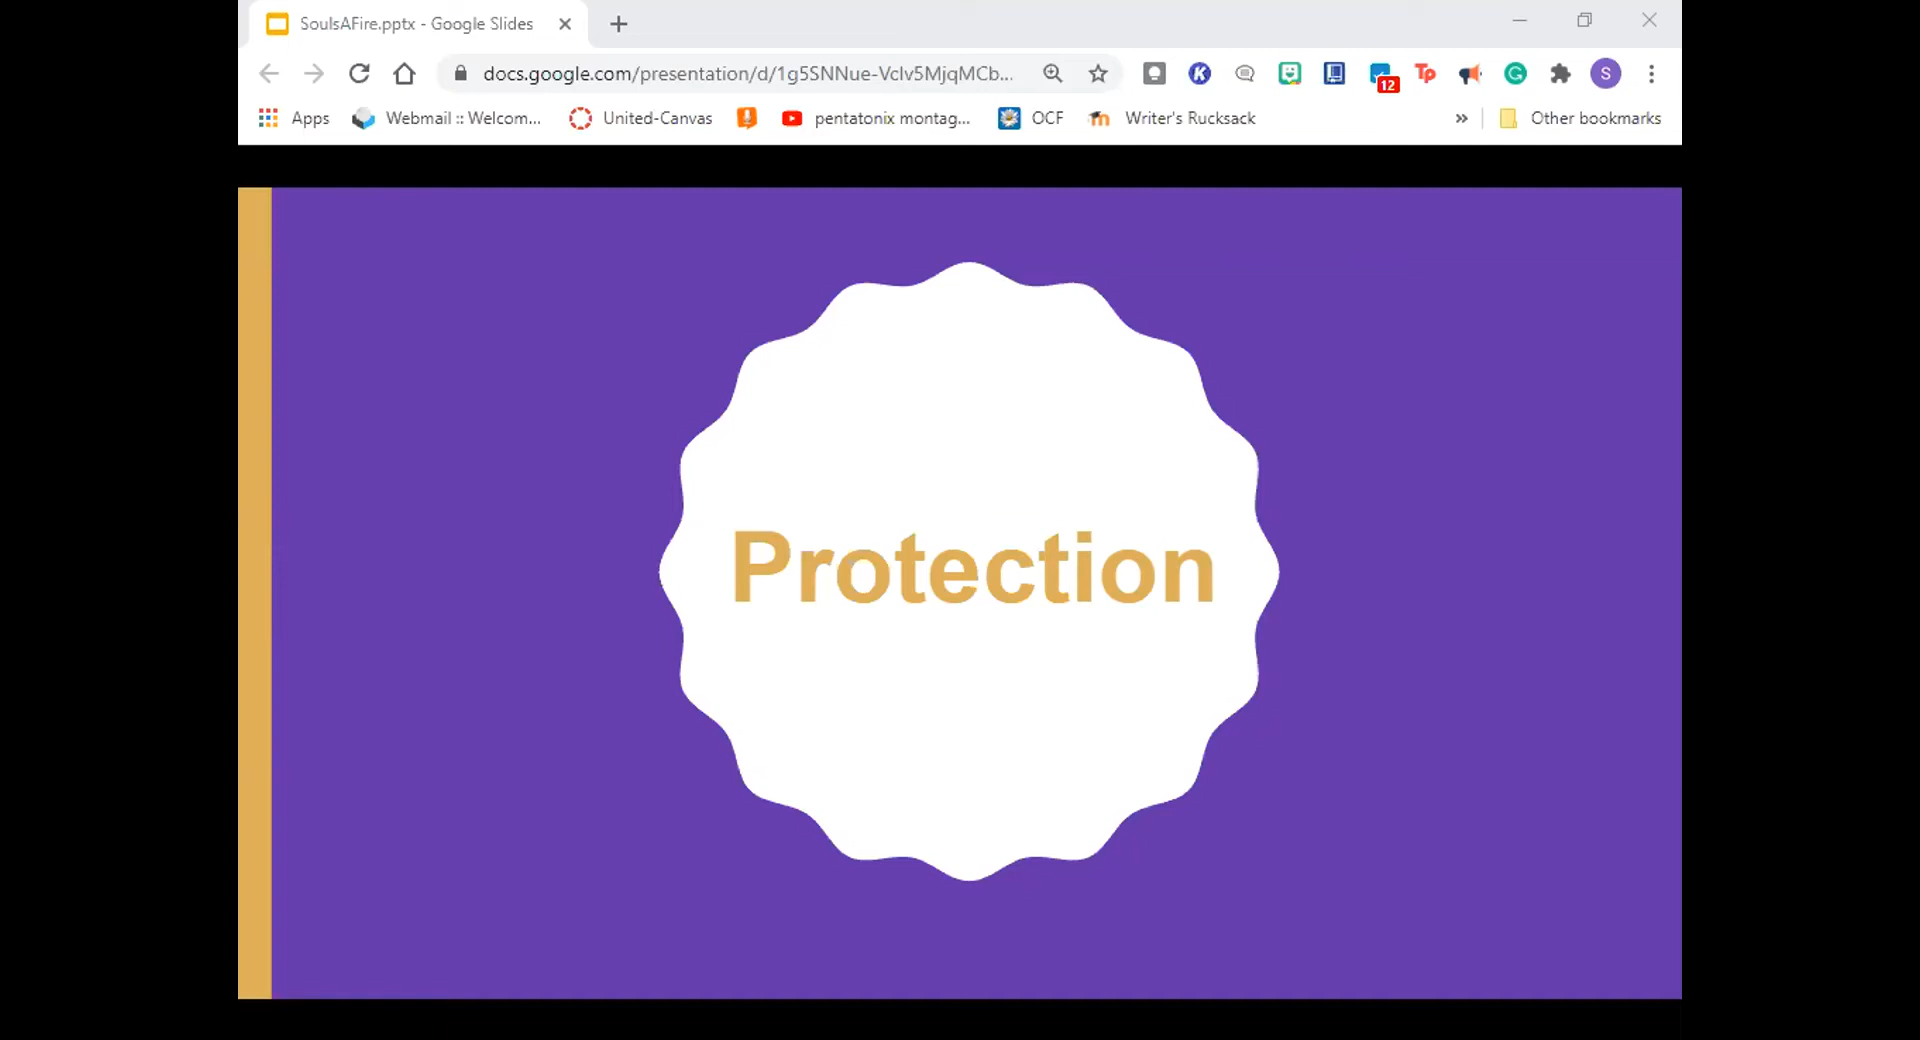 SoulsAFire.pptx - Google Slides
docs.google.com/presentation/d/1g5SNNue-Vclv5MjqMCb...
K
12
Tp
G
S
Apps
Webmail :: Welcom...
United-Canvas
pentatonix montag...
OCF
Writer's Rucksack
»
Other bookmarks
Protection